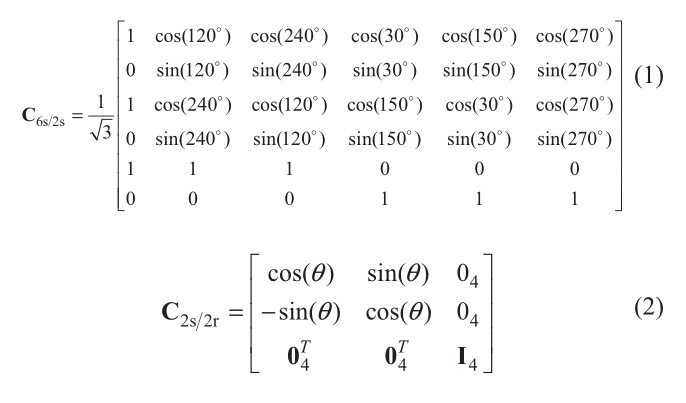 1 cos(120°) cos(240°) cos(30°) cos(150°) cos(270°)
0 sin(120°) sin(240°) sin(30°) sin(150°) sin(270°)
C6s/2s = 1/√3 1 cos(240°) cos(120°) cos(150°) cos(30°) cos(270°) (1)
0 sin(240°) sin(120°) sin(150°) sin(30°) sin(270°)
1 1 1 0 0 0
0 0 0 1 1 1
cos(θ) sin(θ) 0₄
C2s/2r = −sin(θ) cos(θ) 0₄ (2)
0₄ᵀ 0₄ᵀ I₄